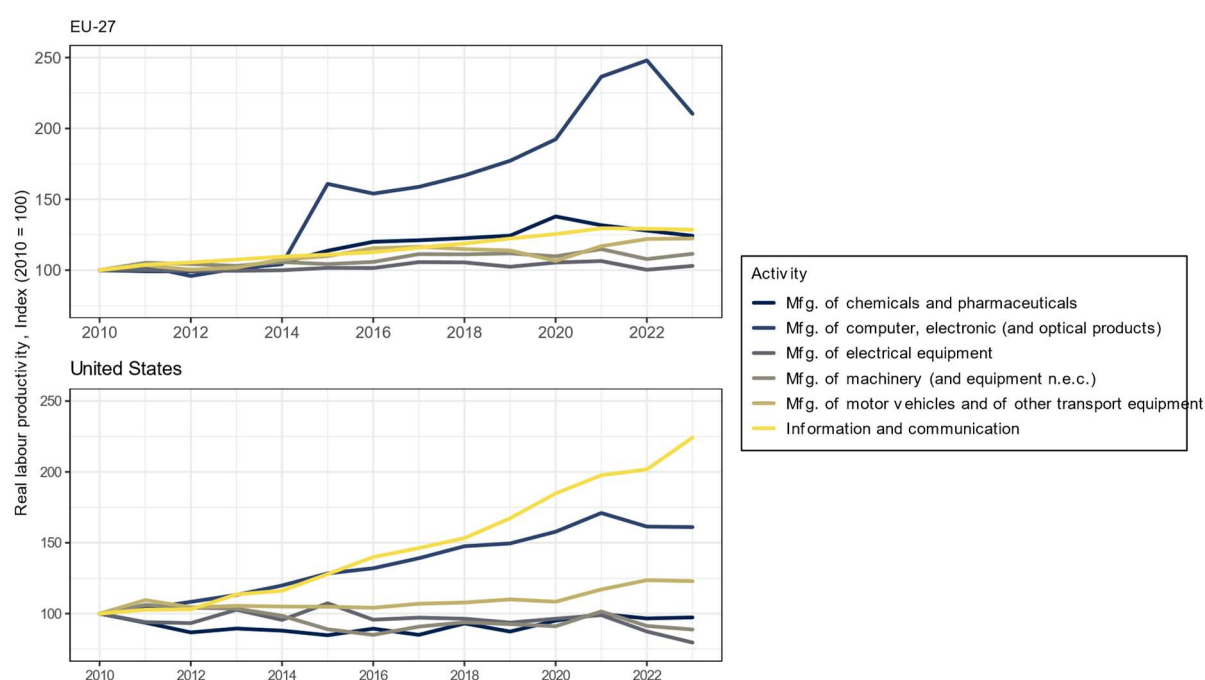 EU-27
250
200
150
100
2010 2012 2014 2016 2018 2020 2022
Real labour productivity, Index (2010 = 100)
United States
250
200
150
100
2010 2012 2014 2016 2018 2020 2022
Activity
Mfg. of chemicals and pharmaceuticals
Mfg. of computer, electronic (and optical products)
Mfg. of electrical equipment
Mfg. of machinery (and equipment n.e.c.)
Mfg. of motor vehicles and of other transport equipment
Information and communication